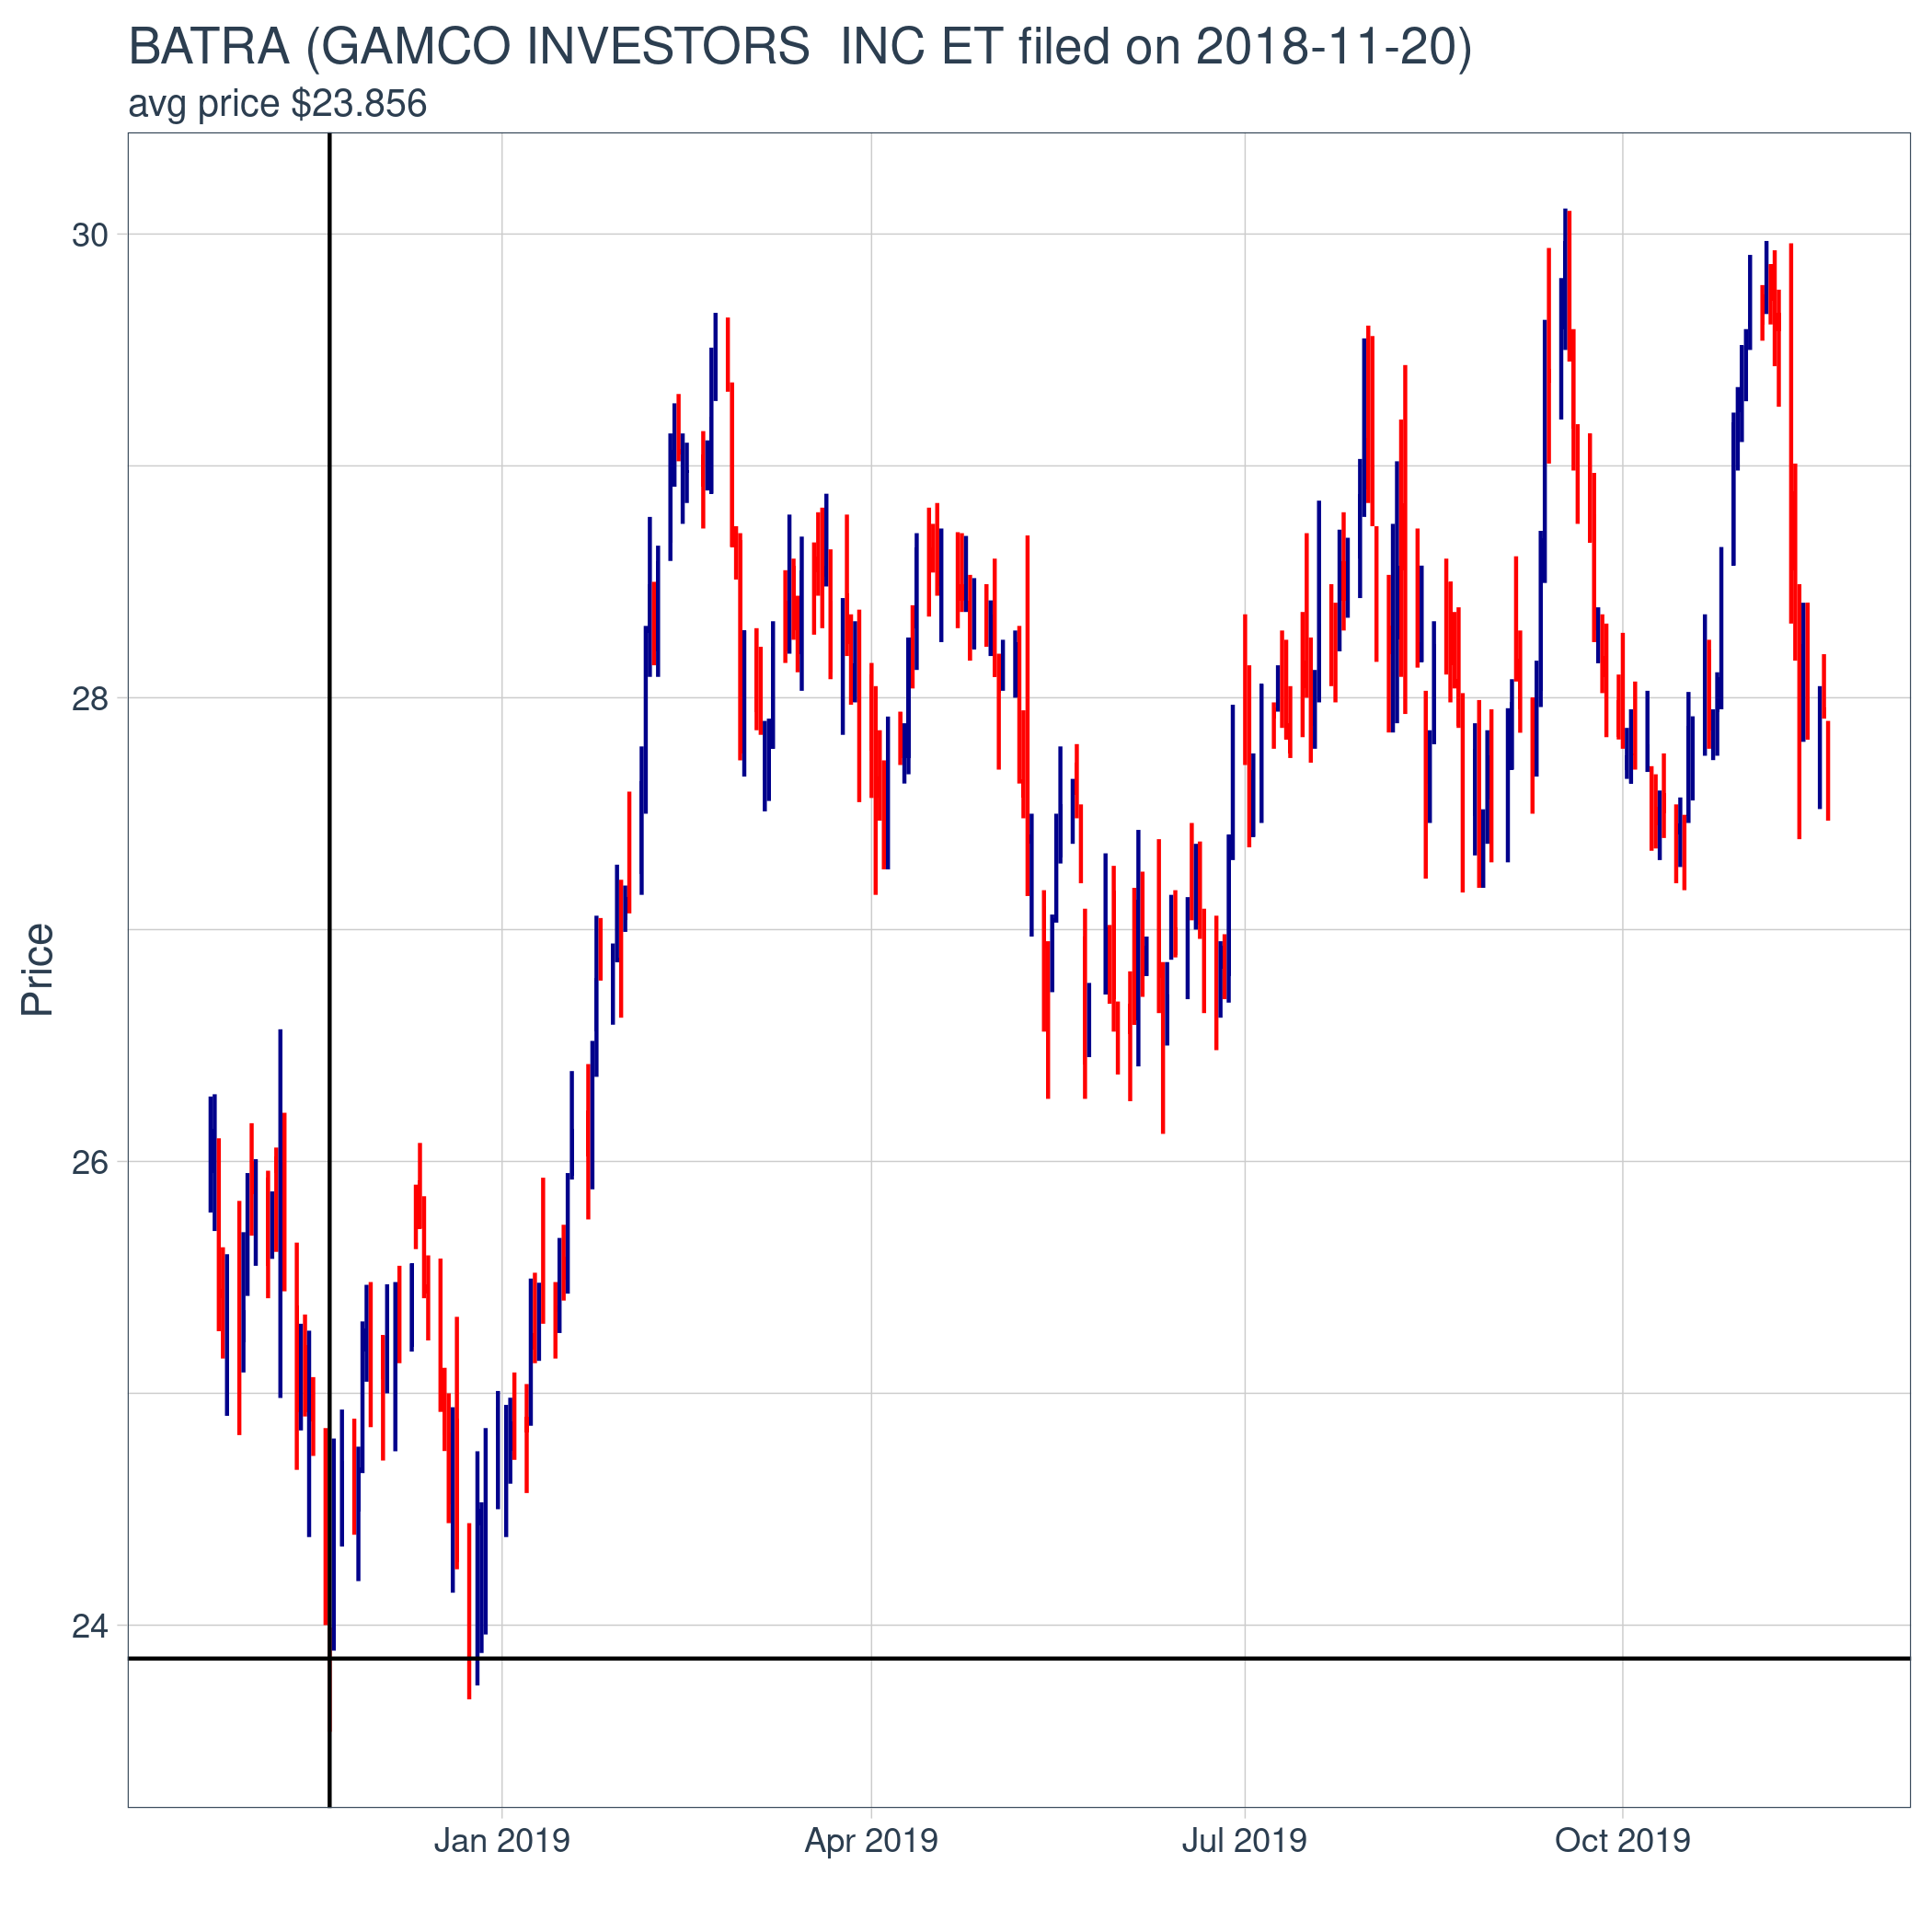 BATRA (GAMCO INVESTORS  INC ET filed on 2018-11-20)
avg price $23.856
30
28
26
24
Price
Jan 2019
Apr 2019
Jul 2019
Oct 2019